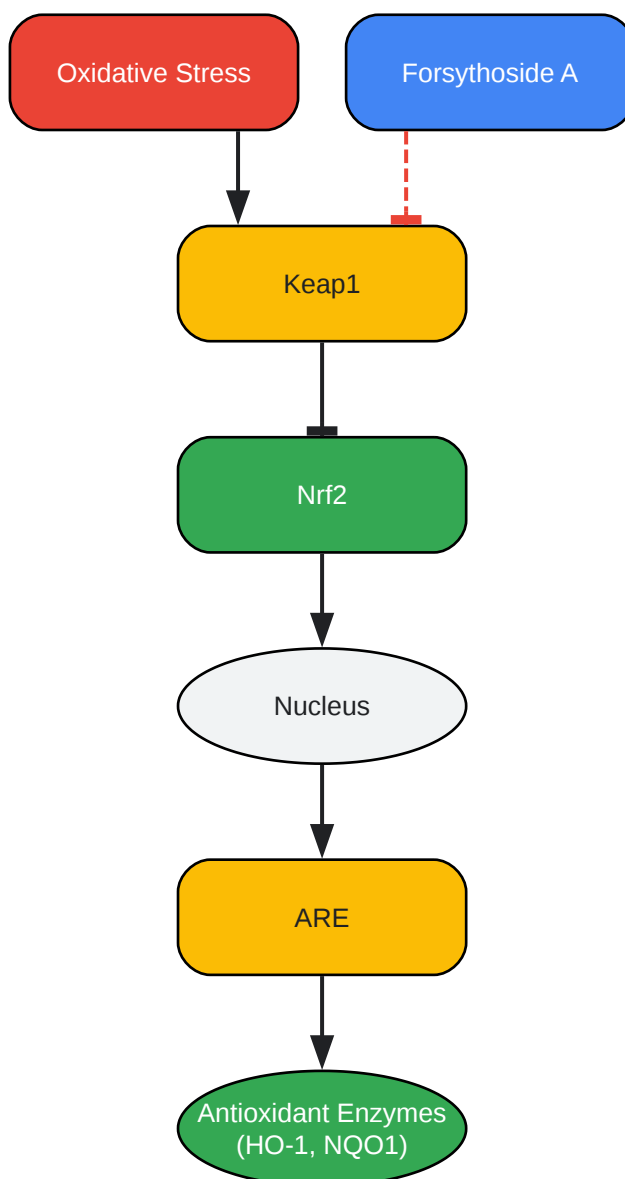 Oxidative Stress
Forsythoside A
Keap1
Nrf2
Nucleus
ARE
Antioxidant Enzymes
(HO-1, NQO1)